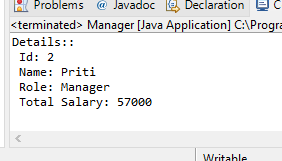 Problems @ Javadoc Declaration C
<terminated> Manager [Java Application] C:\Progra
Details::
Id: 2
Name: Priti
Role: Manager
Total Salary: 57000
Writable